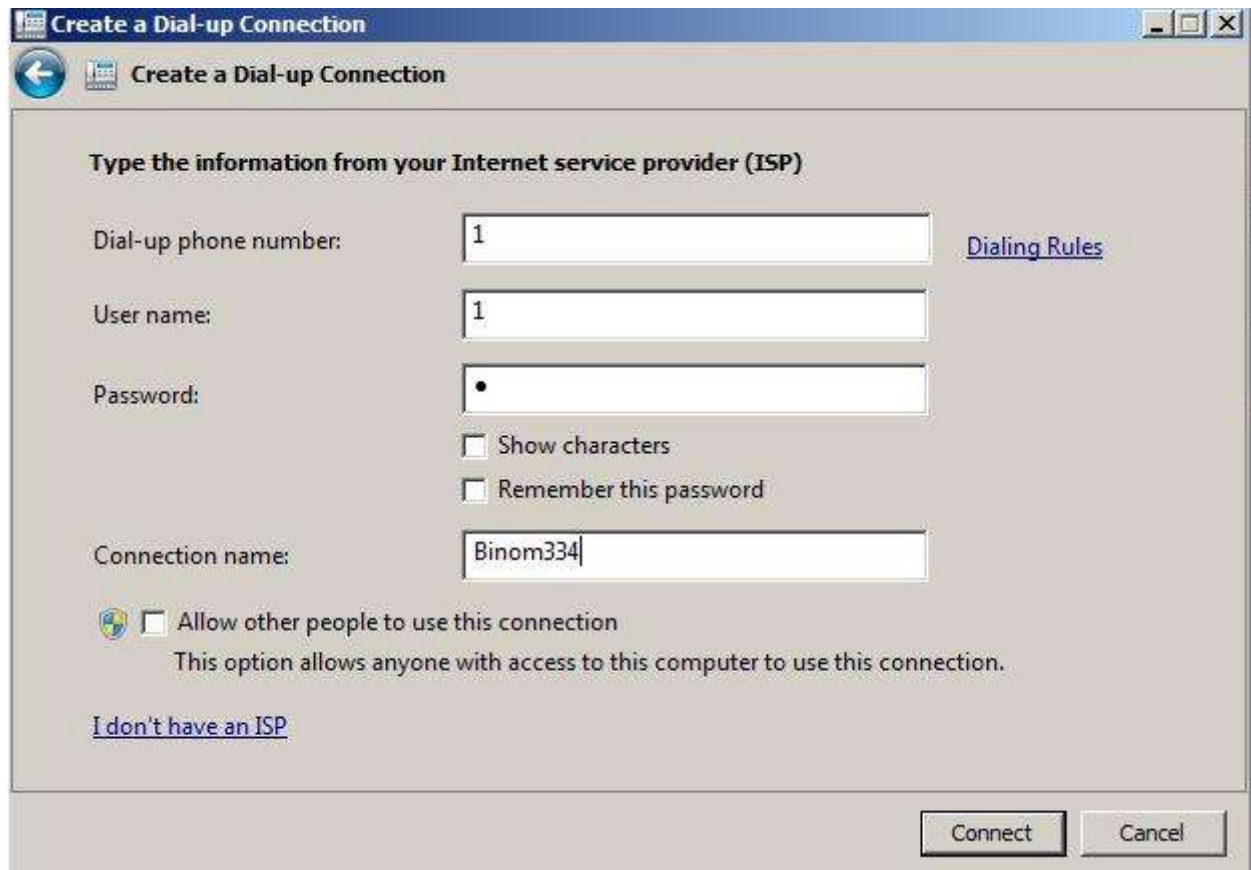 Create a Dial-up Connection
Create a Dial-up Connection
Type the information from your Internet service provider (ISP)
Dial-up phone number: 1 Dialing Rules
User name: 1
Password: •
Show characters
Remember this password
Connection name: Binom334
Allow other people to use this connection
This option allows anyone with access to this computer to use this connection.
I don't have an ISP
Connect Cancel